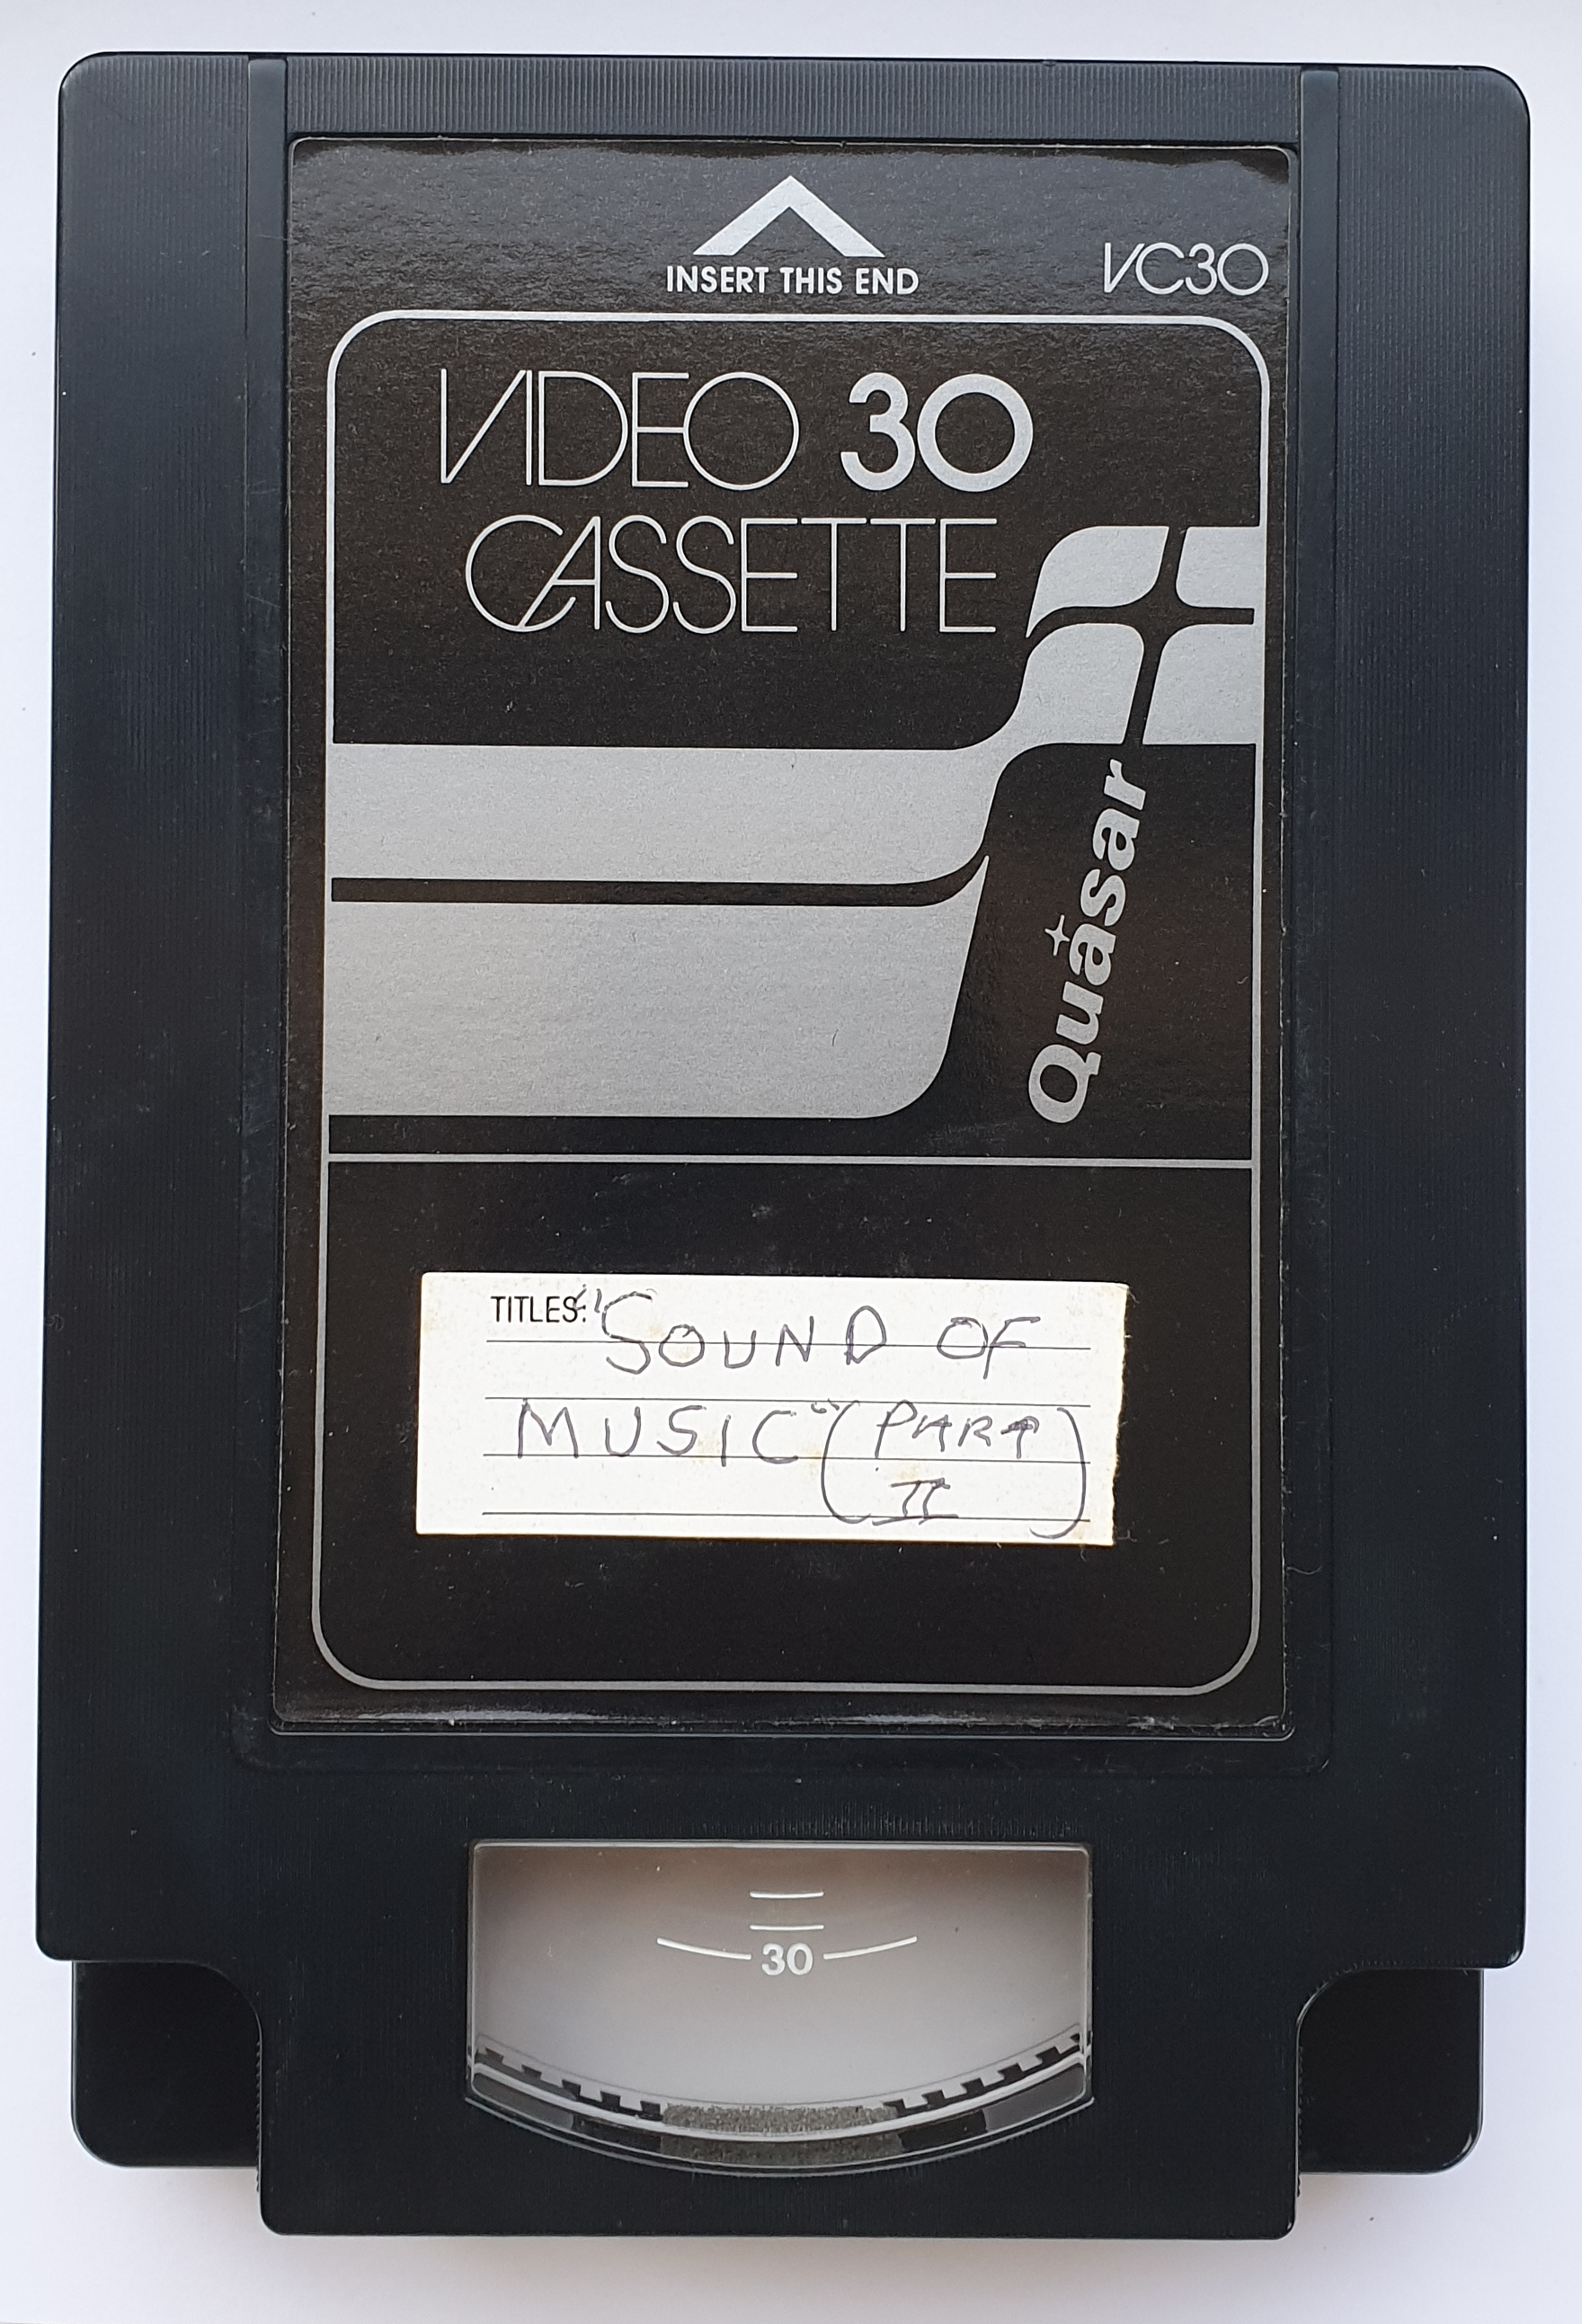 INSERT THIS END
VC30
VIDEO 30
CASSETTE
Quasar
TITLES: "SOUND OF
MUSIC" (PART
II)
30